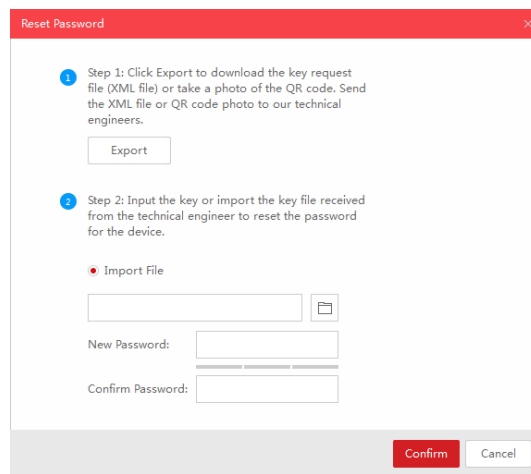 Reset Password
1 Step 1: Click Export to download the key request
file (XML file) or take a photo of the QR code. Send
the XML file or QR code photo to our technical
engineers.
Export
2 Step 2: Input the key or import the key file received
from the technical engineer to reset the password
for the device.
Import File
New Password:
Confirm Password:
Confirm Cancel